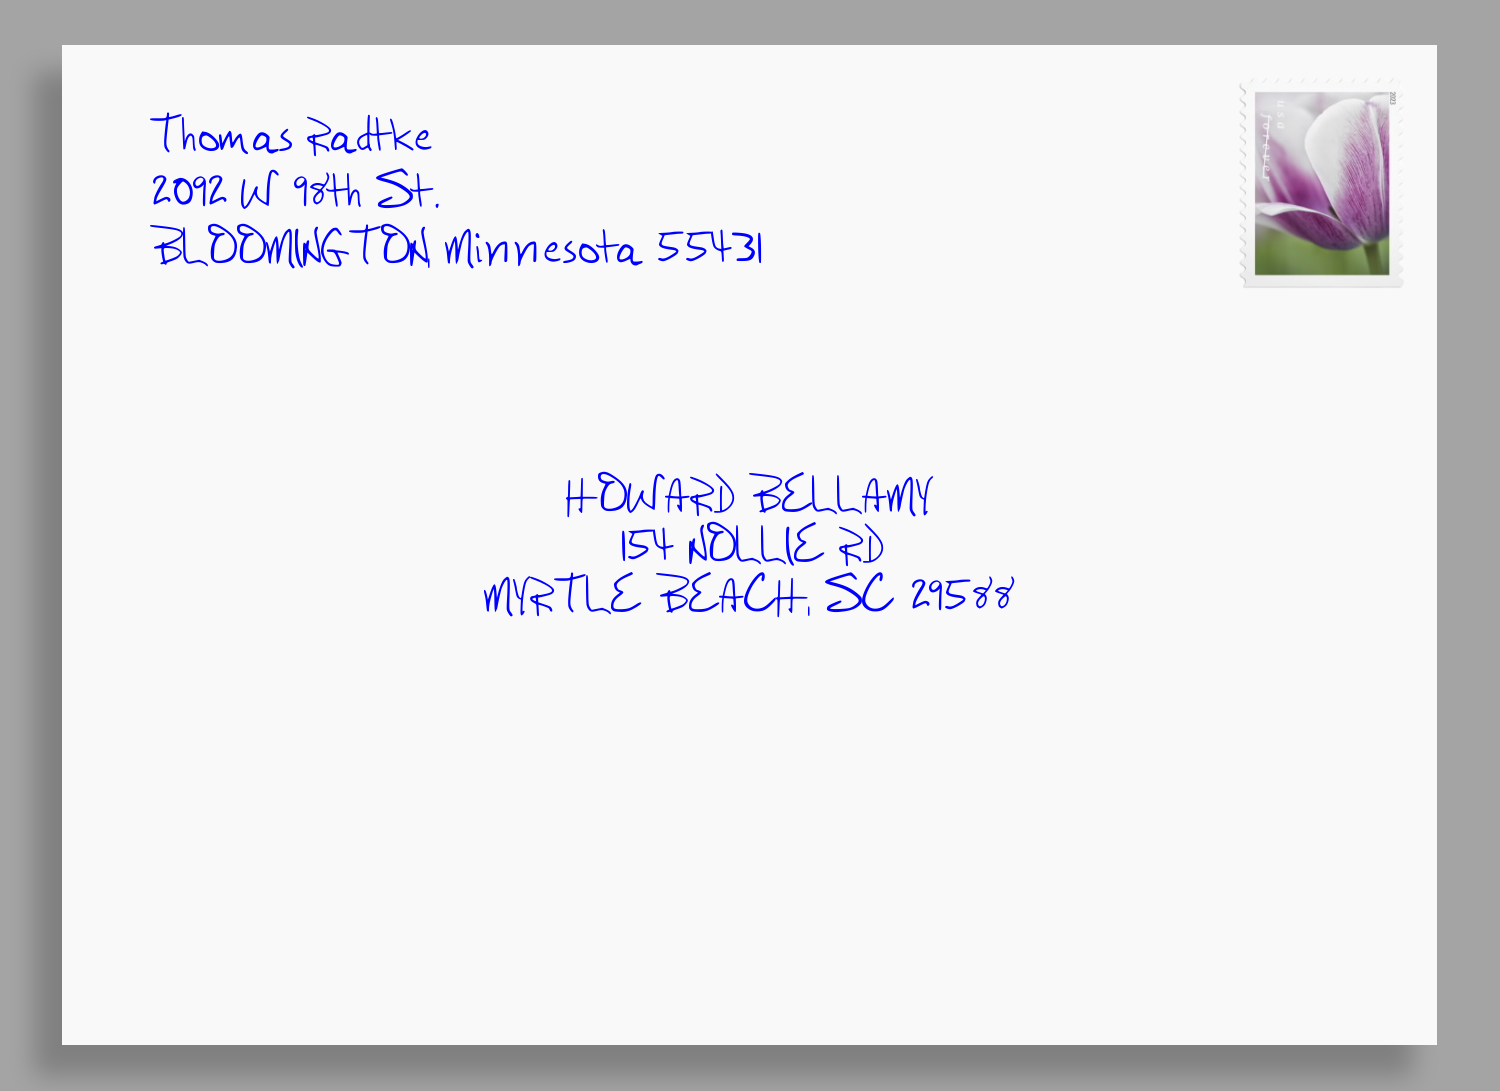 Thomas Radtke
2092 W 98th St.
BLOOMINGTON Minnesota 55431
usa
forever
2023
HOWARD BELLAMY
154 NOLLIE RD
MYRTLE BEACH, SC 29588